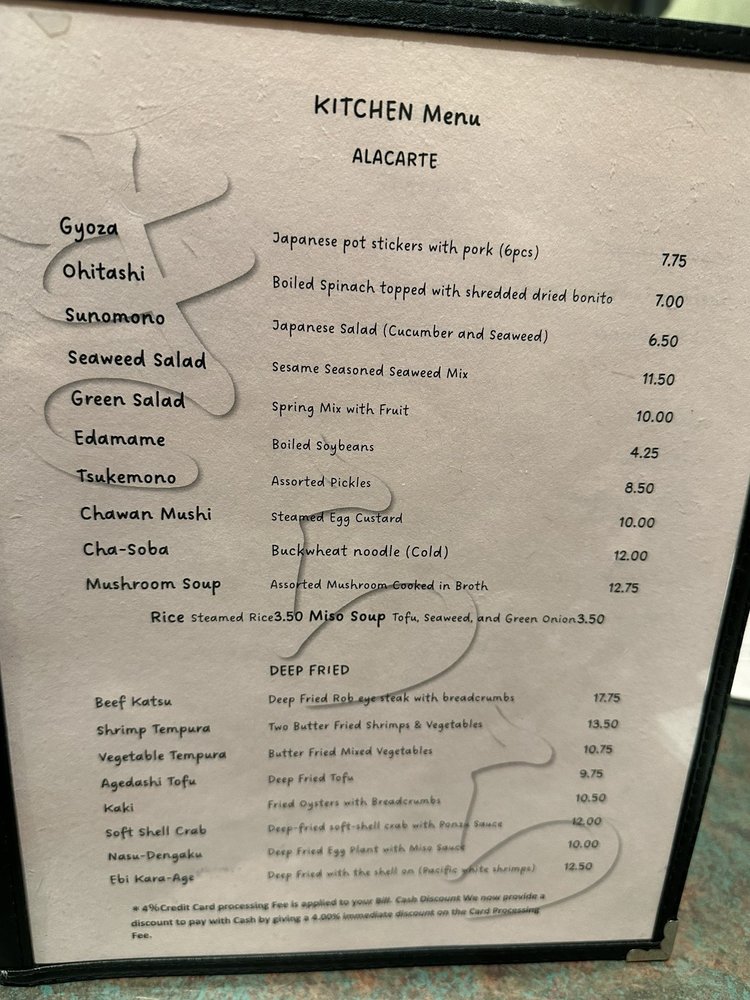 KITCHEN Menu
ALACARTE
Gyoza Japanese pot stickers with pork (6pcs) 7.75
Ohitashi Boiled Spinach topped with shredded dried bonito 7.00
Sunomono Japanese Salad (Cucumber and Seaweed) 6.50
Seaweed Salad Sesame Seasoned Seaweed Mix 11.50
Green Salad Spring Mix with Fruit 10.00
Edamame Boiled Soybeans 4.25
Tsukemono Assorted Pickles 8.50
Chawan Mushi Steamed Egg Custard 10.00
Cha-Soba Buckwheat noodle (Cold) 12.00
Mushroom Soup Assorted Mushroom Cooked in Broth 12.75
Rice Steamed Rice3.50 Miso Soup Tofu, Seaweed, and Green Onion3.50
DEEP FRIED
Beef Katsu Deep Fried Rob eye steak with breadcrumbs 17.75
Shrimp Tempura Two Butter Fried Shrimps & Vegetables 13.50
Vegetable Tempura Butter Fried Mixed Vegetables 10.75
Agedashi Tofu Deep Fried Tofu 9.75
Kaki Fried Oysters with Breadcrumbs 10.50
Soft Shell Crab Deep-fried soft-shell crab with Ponzu Sauce 12.00
Nasu-Dengaku Deep Fried Egg Plant with Miso Sauce 10.00
Ebi Kara-Age Deep Fried with the shell on (Pacific white shrimps) 12.50
* 4%Credit Card processing Fee is applied to your Bill. Cash Discount We now provide a
discount to pay with Cash by giving a 4.00% immediate discount on the Card Processing
Fee.